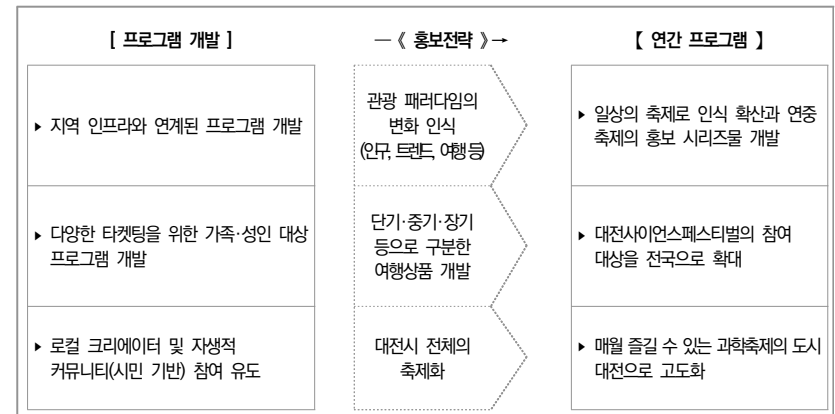 [ 프로그램 개발 ]
─《 홍보전략 》→
【 연간 프로그램 】
▸ 지역 인프라와 연계된 프로그램 개발
관광 패러다임의
변화 인식
(인구, 트렌드, 여행 등)
▸ 일상의 축제로 인식 확산과 연중
축제의 홍보 시리즈물 개발
▸ 다양한 타켓팅을 위한 가족·성인 대상
프로그램 개발
단기·중기·장기
등으로 구분한
여행상품 개발
▸ 대전사이언스페스티벌의 참여
대상을 전국으로 확대
▸ 로컬 크리에이터 및 자생적
커뮤니티(시민 기반) 참여 유도
대전시 전체의
축제화
▸ 매월 즐길 수 있는 과학축제의 도시
대전으로 고도화